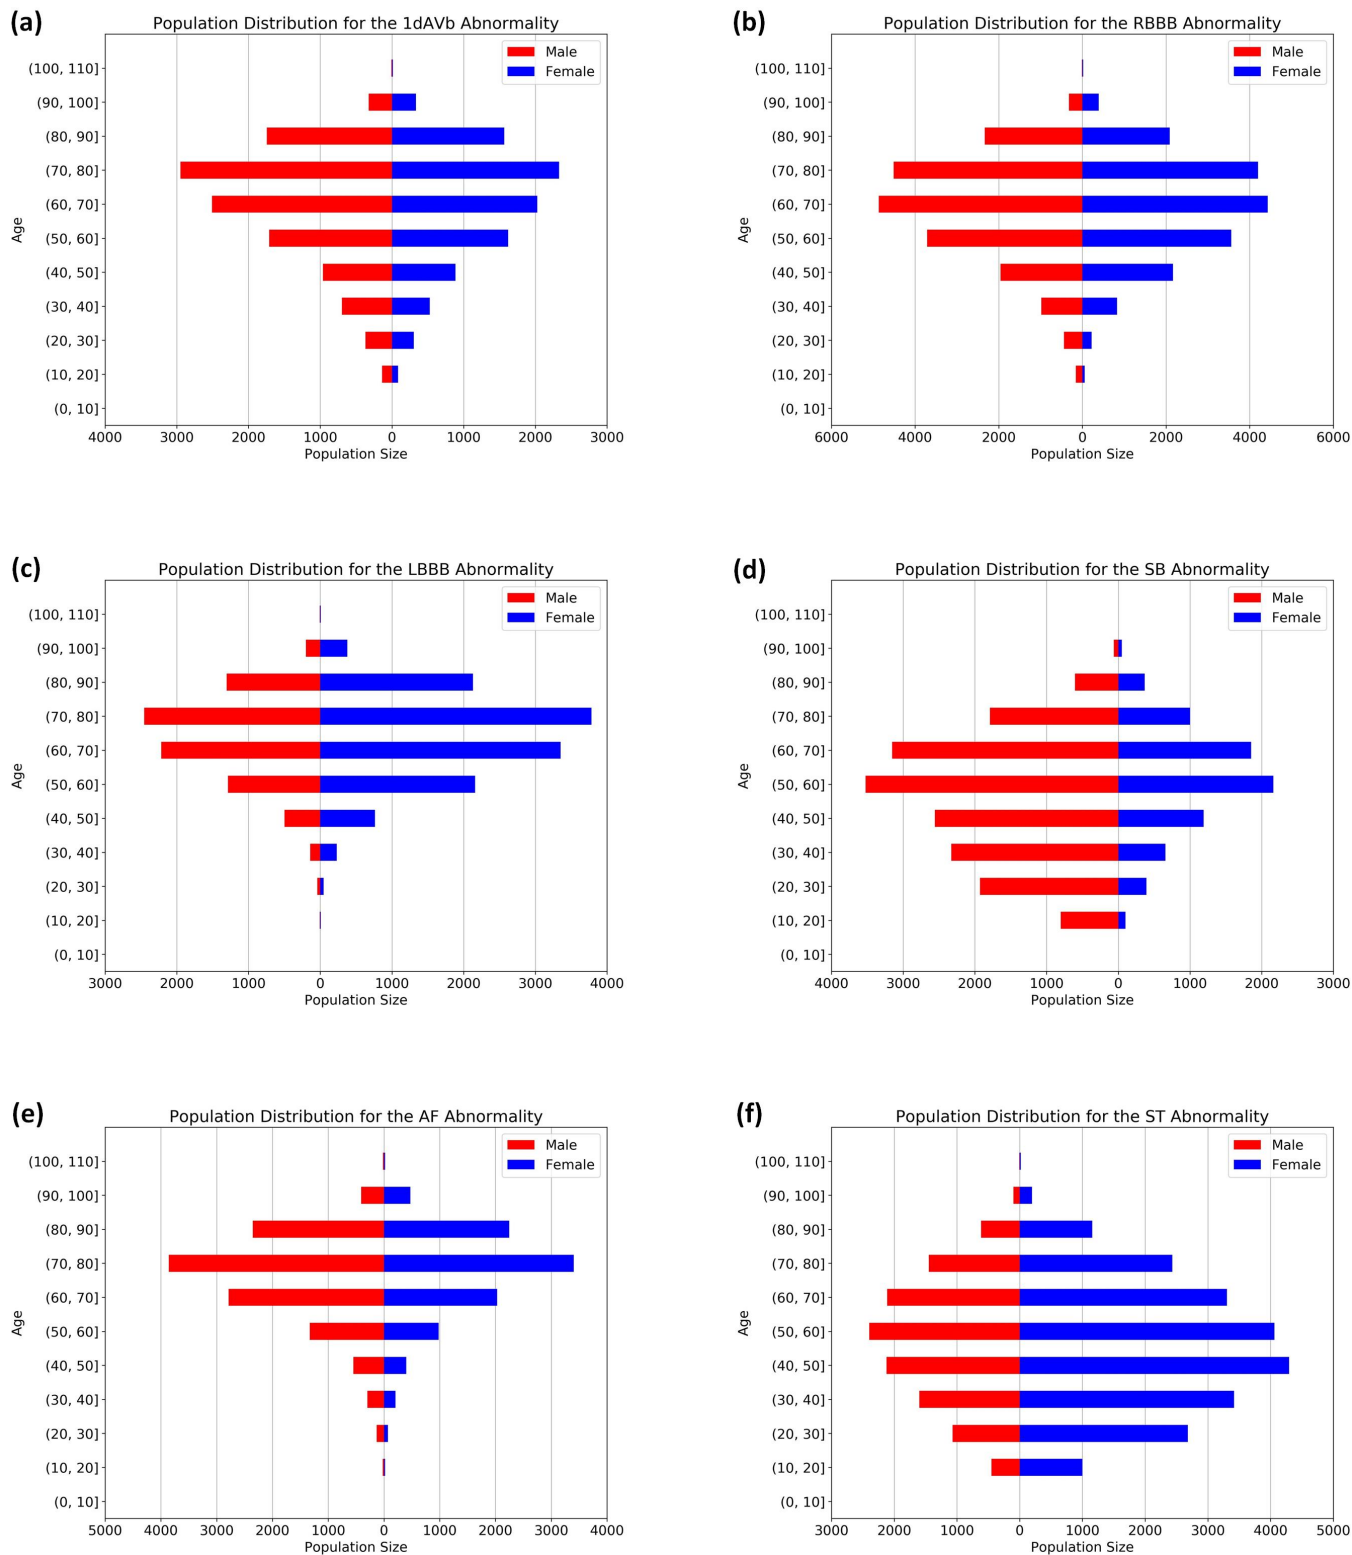 (a)
Population Distribution for the 1dAVb Abnormality
Male
Female
(100, 110]
(90, 100]
(80, 90]
(70, 80]
(60, 70]
(50, 60]
(40, 50]
(30, 40]
(20, 30]
(10, 20]
(0, 10]
Age
4000 3000 2000 1000 0 1000 2000 3000
Population Size
(b)
Population Distribution for the RBBB Abnormality
Male
Female
(100, 110]
(90, 100]
(80, 90]
(70, 80]
(60, 70]
(50, 60]
(40, 50]
(30, 40]
(20, 30]
(10, 20]
(0, 10]
Age
6000 4000 2000 0 2000 4000 6000
Population Size
(c)
Population Distribution for the LBBB Abnormality
Male
Female
(100, 110]
(90, 100]
(80, 90]
(70, 80]
(60, 70]
(50, 60]
(40, 50]
(30, 40]
(20, 30]
(10, 20]
(0, 10]
Age
3000 2000 1000 0 1000 2000 3000 4000
Population Size
(d)
Population Distribution for the SB Abnormality
Male
Female
(100, 110]
(90, 100]
(80, 90]
(70, 80]
(60, 70]
(50, 60]
(40, 50]
(30, 40]
(20, 30]
(10, 20]
(0, 10]
Age
4000 3000 2000 1000 0 1000 2000 3000
Population Size
(e)
Population Distribution for the AF Abnormality
Male
Female
(100, 110]
(90, 100]
(80, 90]
(70, 80]
(60, 70]
(50, 60]
(40, 50]
(30, 40]
(20, 30]
(10, 20]
(0, 10]
Age
5000 4000 3000 2000 1000 0 1000 2000 3000 4000
Population Size
(f)
Population Distribution for the ST Abnormality
Male
Female
(100, 110]
(90, 100]
(80, 90]
(70, 80]
(60, 70]
(50, 60]
(40, 50]
(30, 40]
(20, 30]
(10, 20]
(0, 10]
Age
3000 2000 1000 0 1000 2000 3000 4000 5000
Population Size